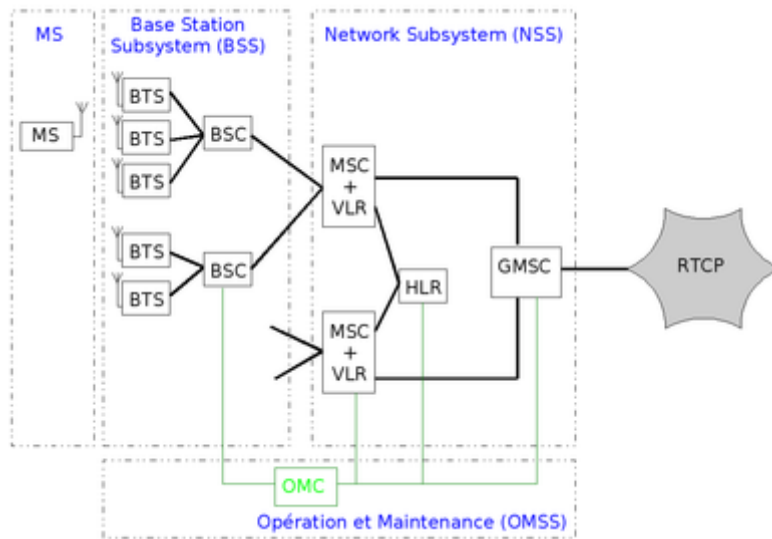 MS
Base Station
Subsystem (BSS)
Network Subsystem (NSS)
MS
BTS
BTS
BTS
BSC
BTS
BTS
BSC
MSC
+
VLR
HLR
MSC
+
VLR
GMSC
RTCP
OMC
Opération et Maintenance (OMSS)